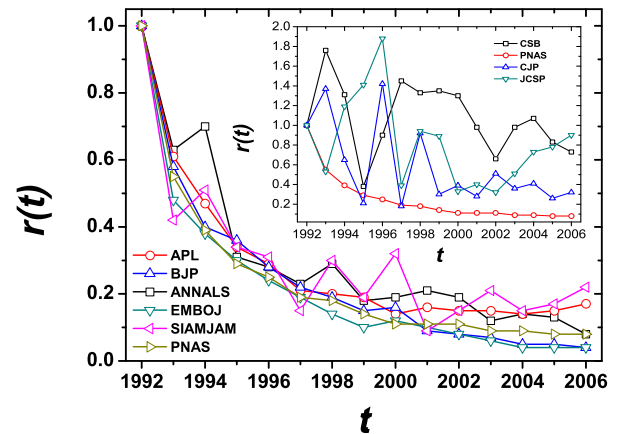 r(t)
1.0
0.8
0.6
0.4
0.2
0.0
1992 1994 1996 1998 2000 2002 2004 2006
t
APL
BJP
ANNALS
EMBOJ
SIAMJAM
PNAS
r(t)
2.0
1.8
1.6
1.4
1.2
1.0
0.8
0.6
0.4
0.2
1992 1994 1996 1998 2000 2002 2004 2006
t
CSB
PNAS
CJP
JCSP